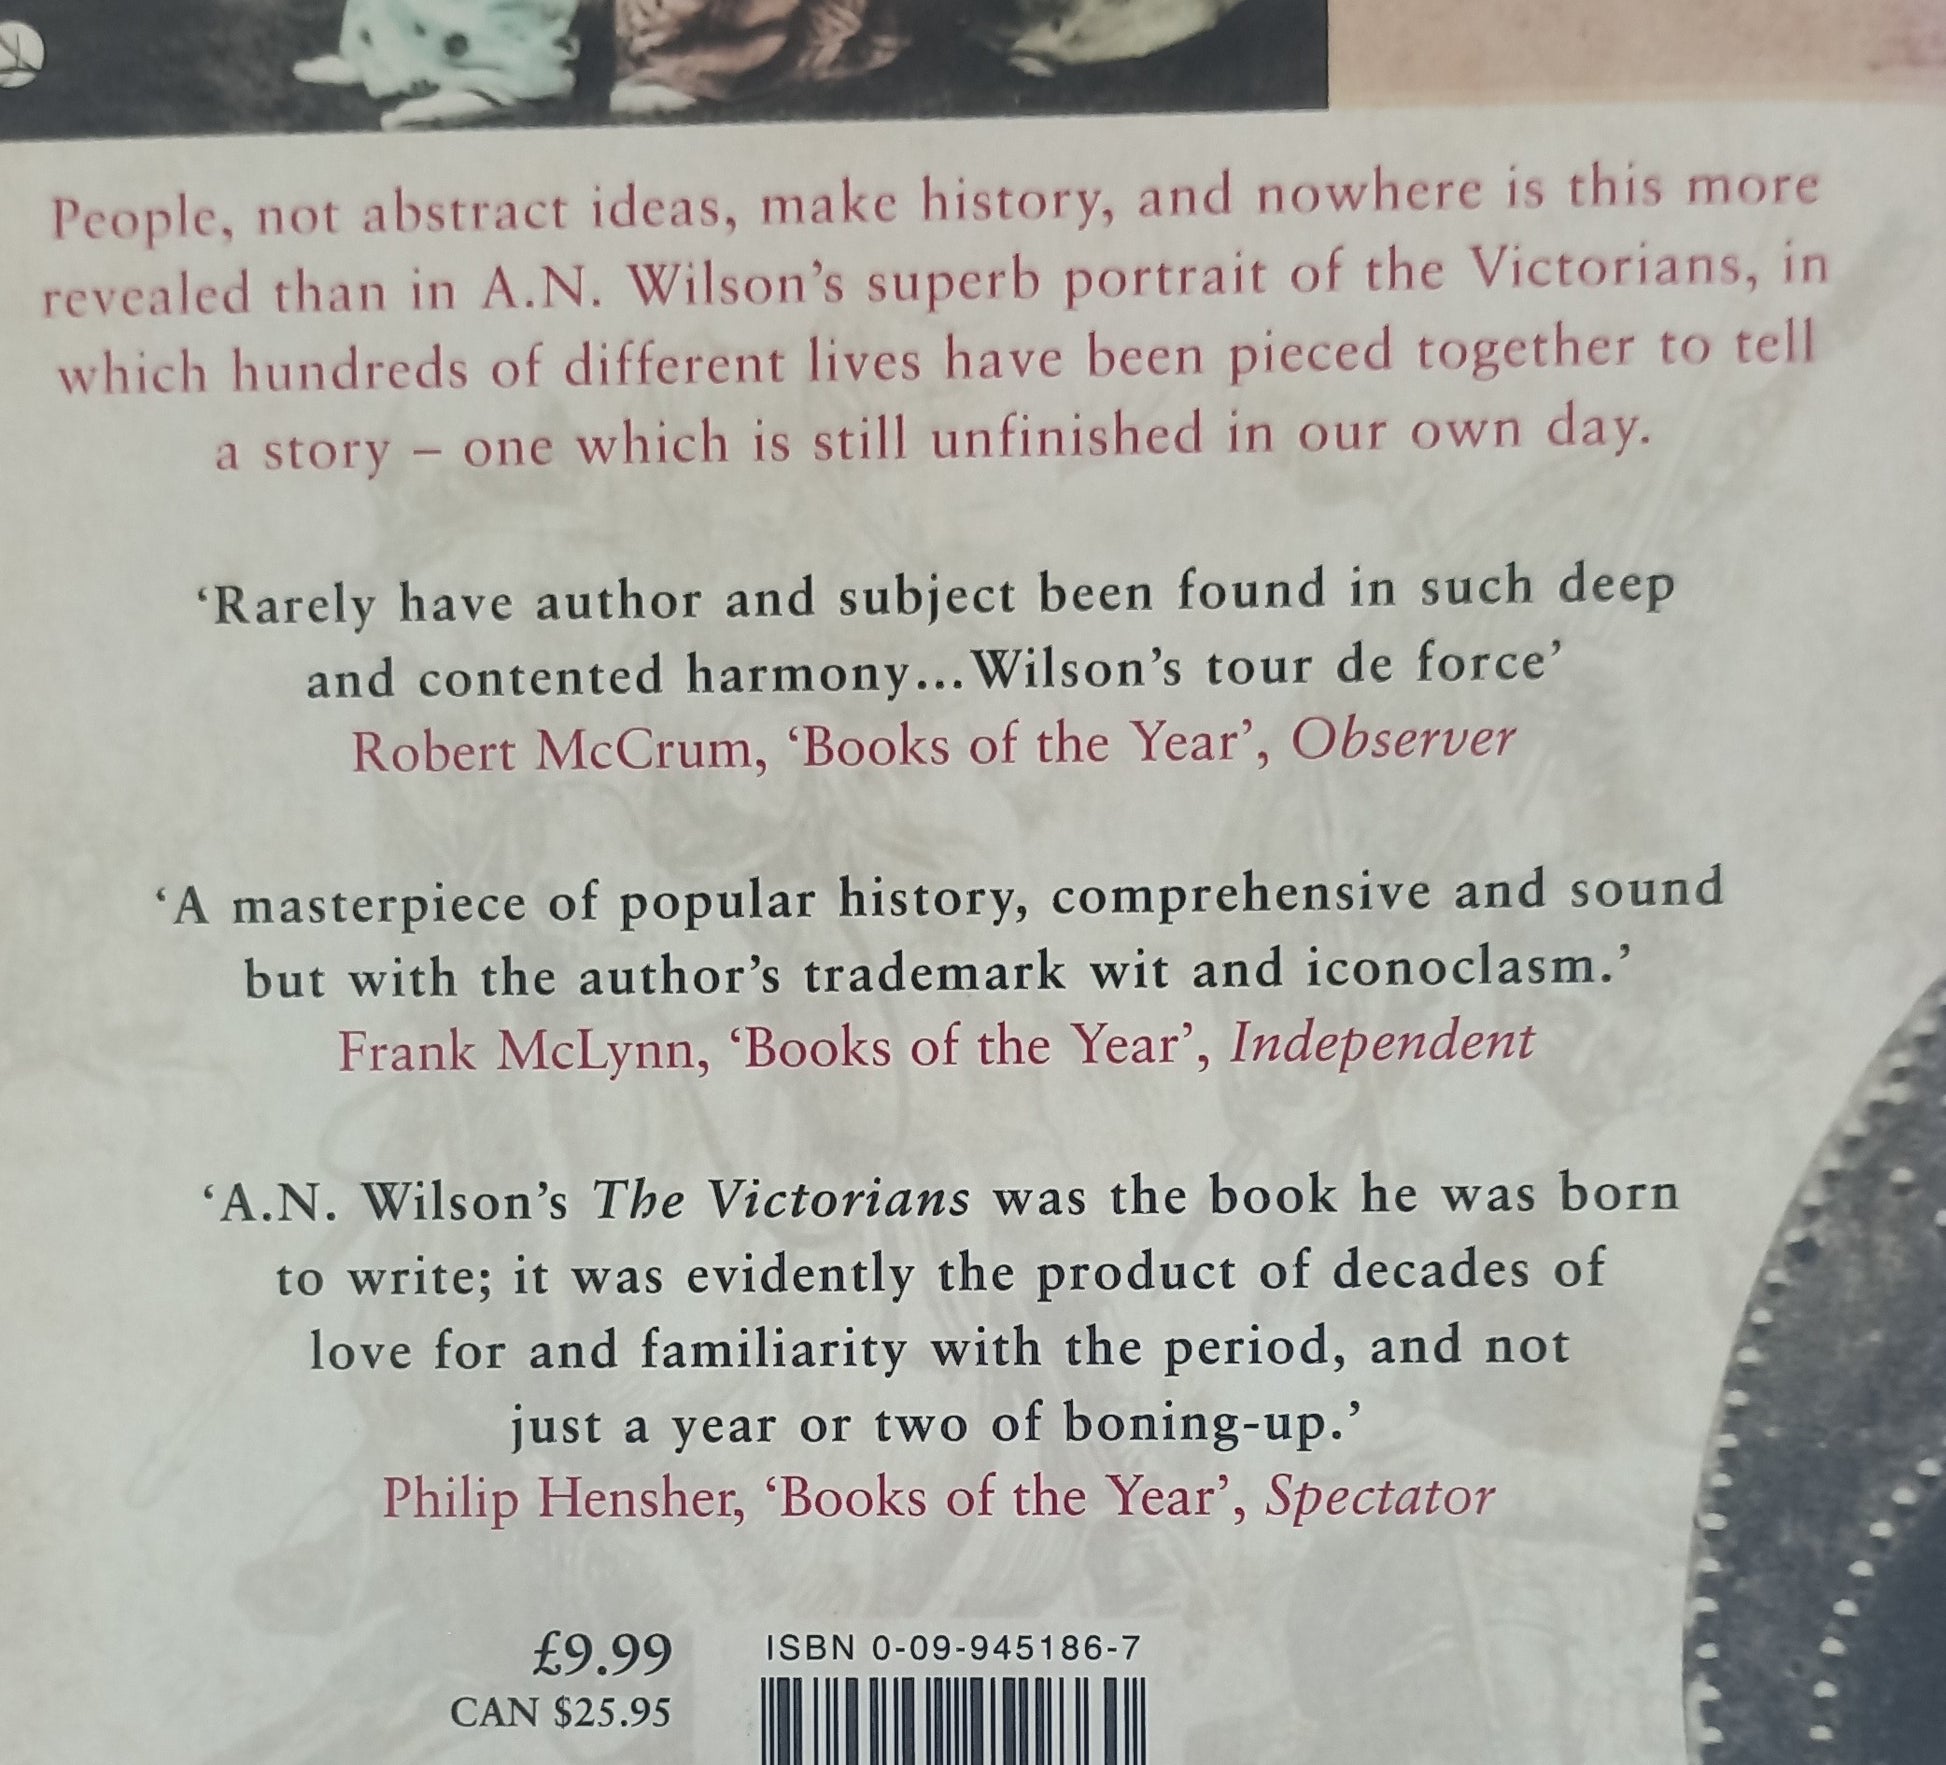 People, not abstract ideas, make history, and nowhere is this more
revealed than in A.N. Wilson's superb portrait of the Victorians, in
which hundreds of different lives have been pieced together to tell
a story – one which is still unfinished in our own day.
‘Rarely have author and subject been found in such deep
and contented harmony...Wilson’s tour de force’
Robert McCrum, ‘Books of the Year’, Observer
‘A masterpiece of popular history, comprehensive and sound
but with the author’s trademark wit and iconoclasm.’
Frank McLynn, ‘Books of the Year’, Independent
‘A.N. Wilson’s The Victorians was the book he was born
to write; it was evidently the product of decades of
love for and familiarity with the period, and not
just a year or two of boning-up.’
Philip Hensher, ‘Books of the Year’, Spectator
£9.99
CAN $25.95
ISBN 0-09-945186-7